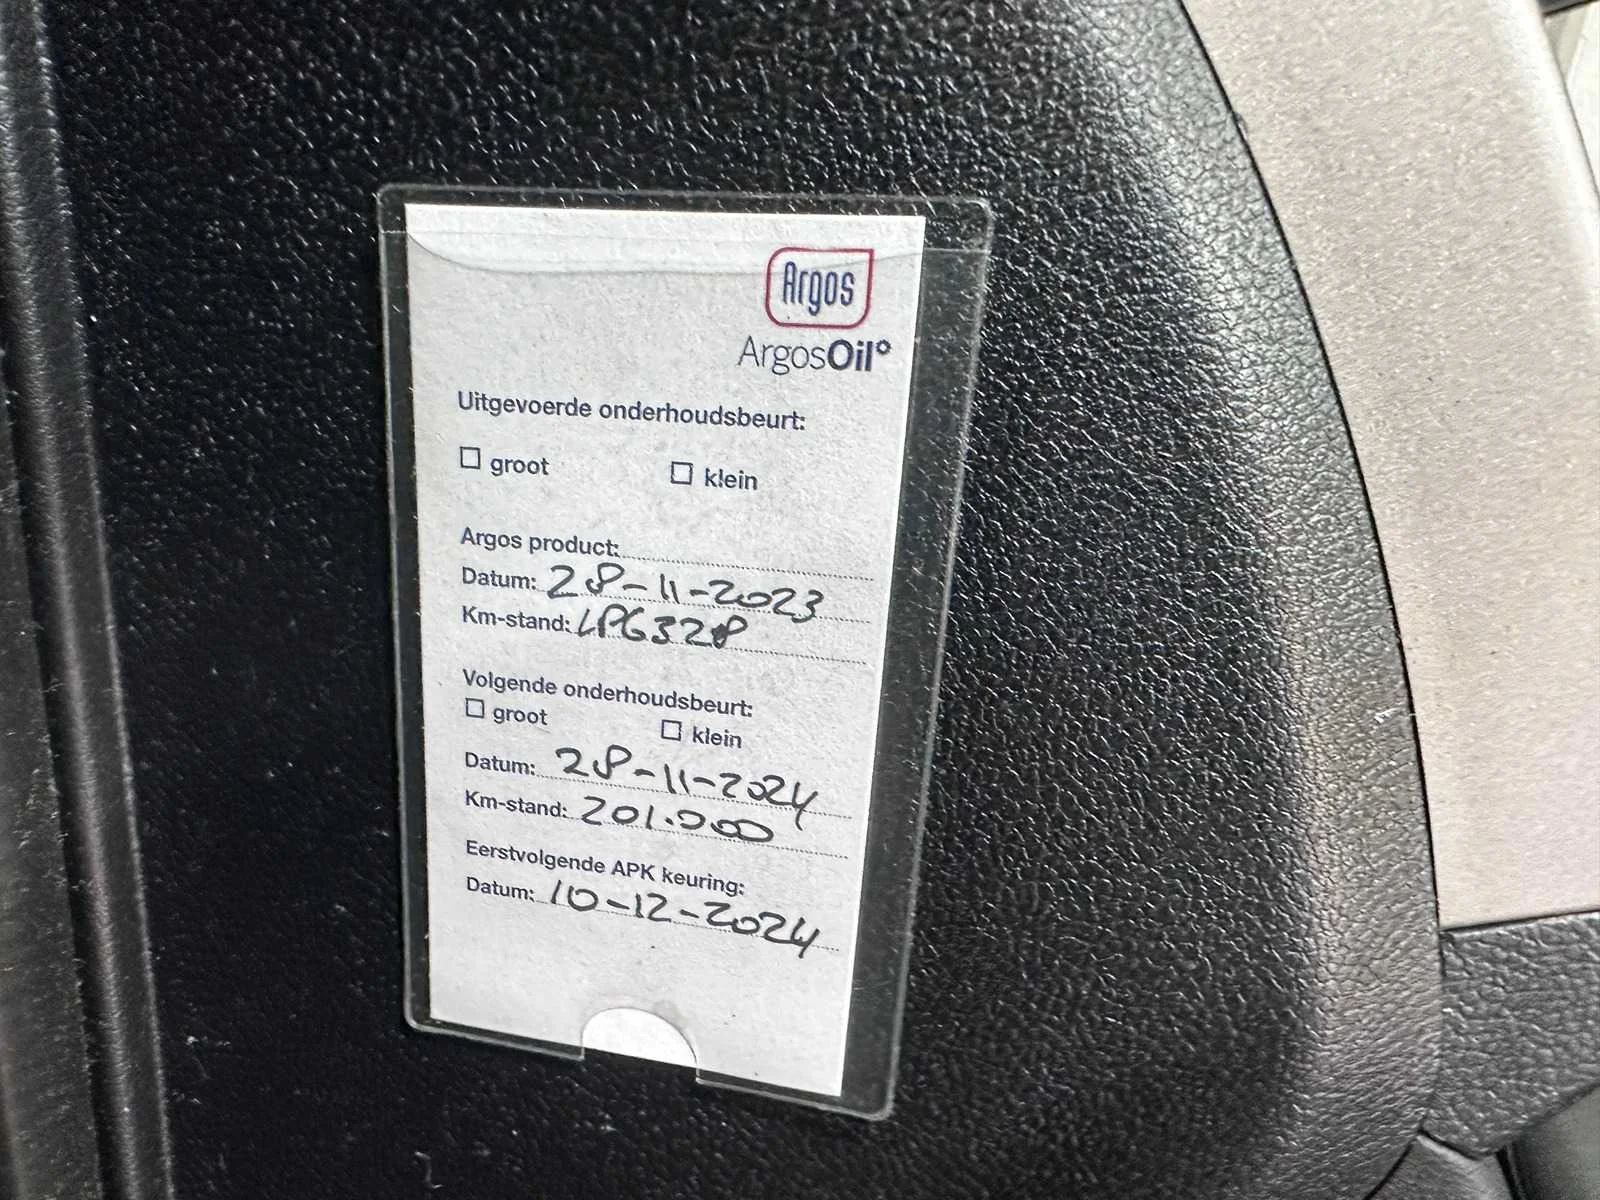 Argos
ArgosOil
Uitgevoerde onderhoudsbeurt:
groot klein
Argos product:
Datum: 28-11-2023
Km-stand: 186328
Volgende onderhoudsbeurt:
groot klein
Datum: 28-11-2024
Km-stand: 201.000
Eerstvolgende APK keuring:
Datum: 10-12-2024